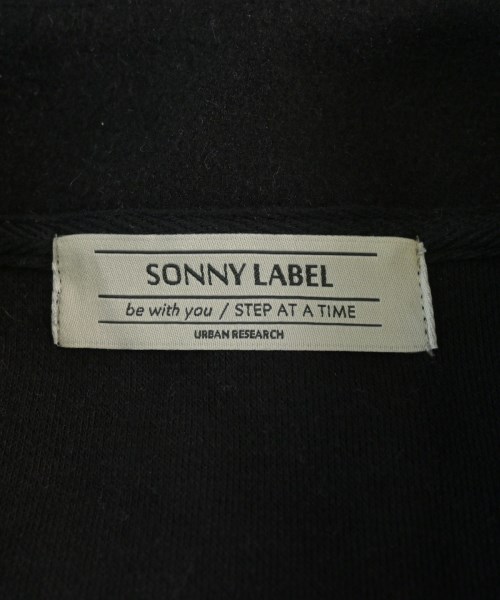 SONNY LABEL
be with you / STEP AT A TIME
URBAN RESEARCH